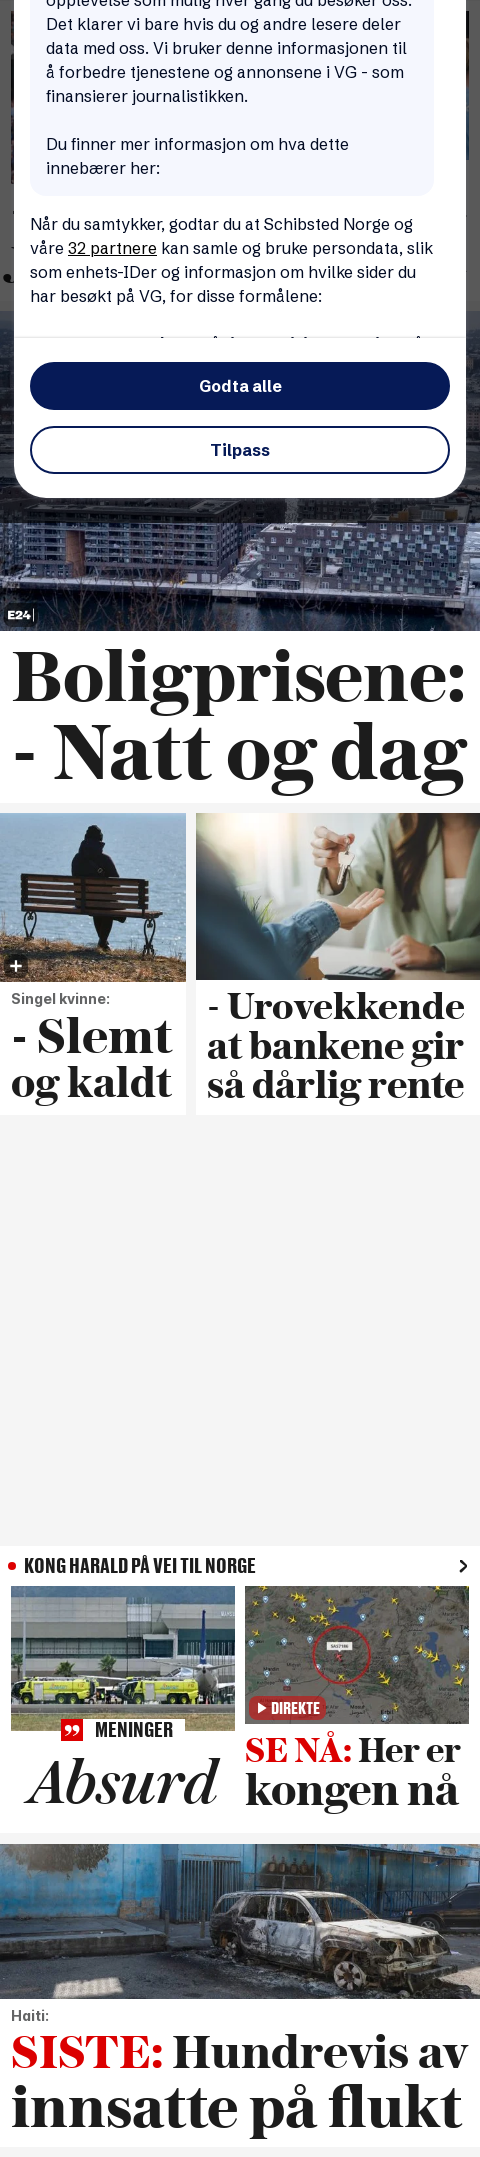 opplevelse som mulig hver gang du besøker oss.
Det klarer vi bare hvis du og andre lesere deler
data med oss. Vi bruker denne informasjonen til
å forbedre tjenestene og annonsene i VG - som
finansierer journalistikken.
Du finner mer informasjon om hva dette
innebærer her:
Når du samtykker, godtar du at Schibsted Norge og
våre 32 partnere kan samle og bruke persondata, slik
som enhets-IDer og informasjon om hvilke sider du
har besøkt på VG, for disse formålene:
Godta alle
Tilpass
E24
Boligprisene:
- Natt og dag
Singel kvinne:
- Slemt
og kaldt
- Urovekkende
at bankene gir
så dårlig rente
KONG HARALD PÅ VEI TIL NORGE
MENINGER
Absurd
DIREKTE
SE NÅ: Her er
kongen nå
Haiti:
SISTE: Hundrevis av
innsatte på flukt